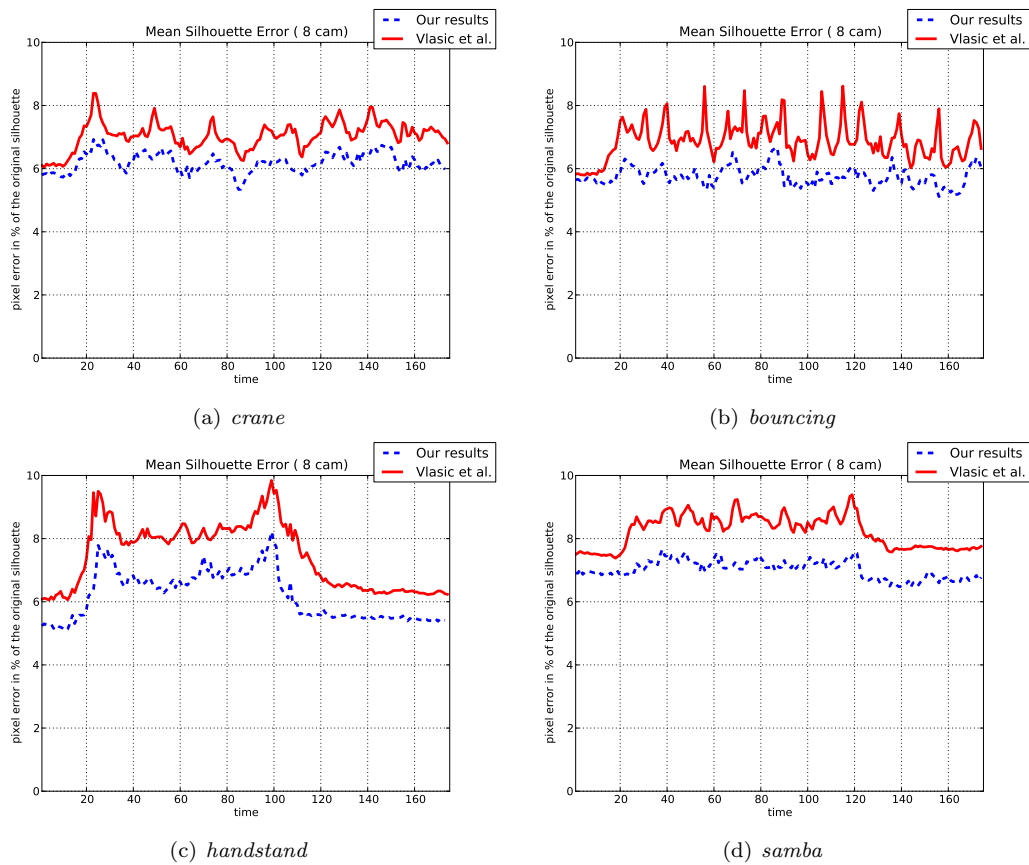 Our results
Vlasic et al.
Mean Silhouette Error ( 8 cam)
pixel error in % of the original silhouette
10
8
6
4
2
0
20 40 60 80 100 120 140 160
time
(a) crane
Our results
Vlasic et al.
Mean Silhouette Error ( 8 cam)
pixel error in % of the original silhouette
10
8
6
4
2
0
20 40 60 80 100 120 140 160
time
(b) bouncing
Our results
Vlasic et al.
Mean Silhouette Error ( 8 cam)
pixel error in % of the original silhouette
10
8
6
4
2
0
20 40 60 80 100 120 140 160
time
(c) handstand
Our results
Vlasic et al.
Mean Silhouette Error ( 8 cam)
pixel error in % of the original silhouette
10
8
6
4
2
0
20 40 60 80 100 120 140 160
time
(d) samba